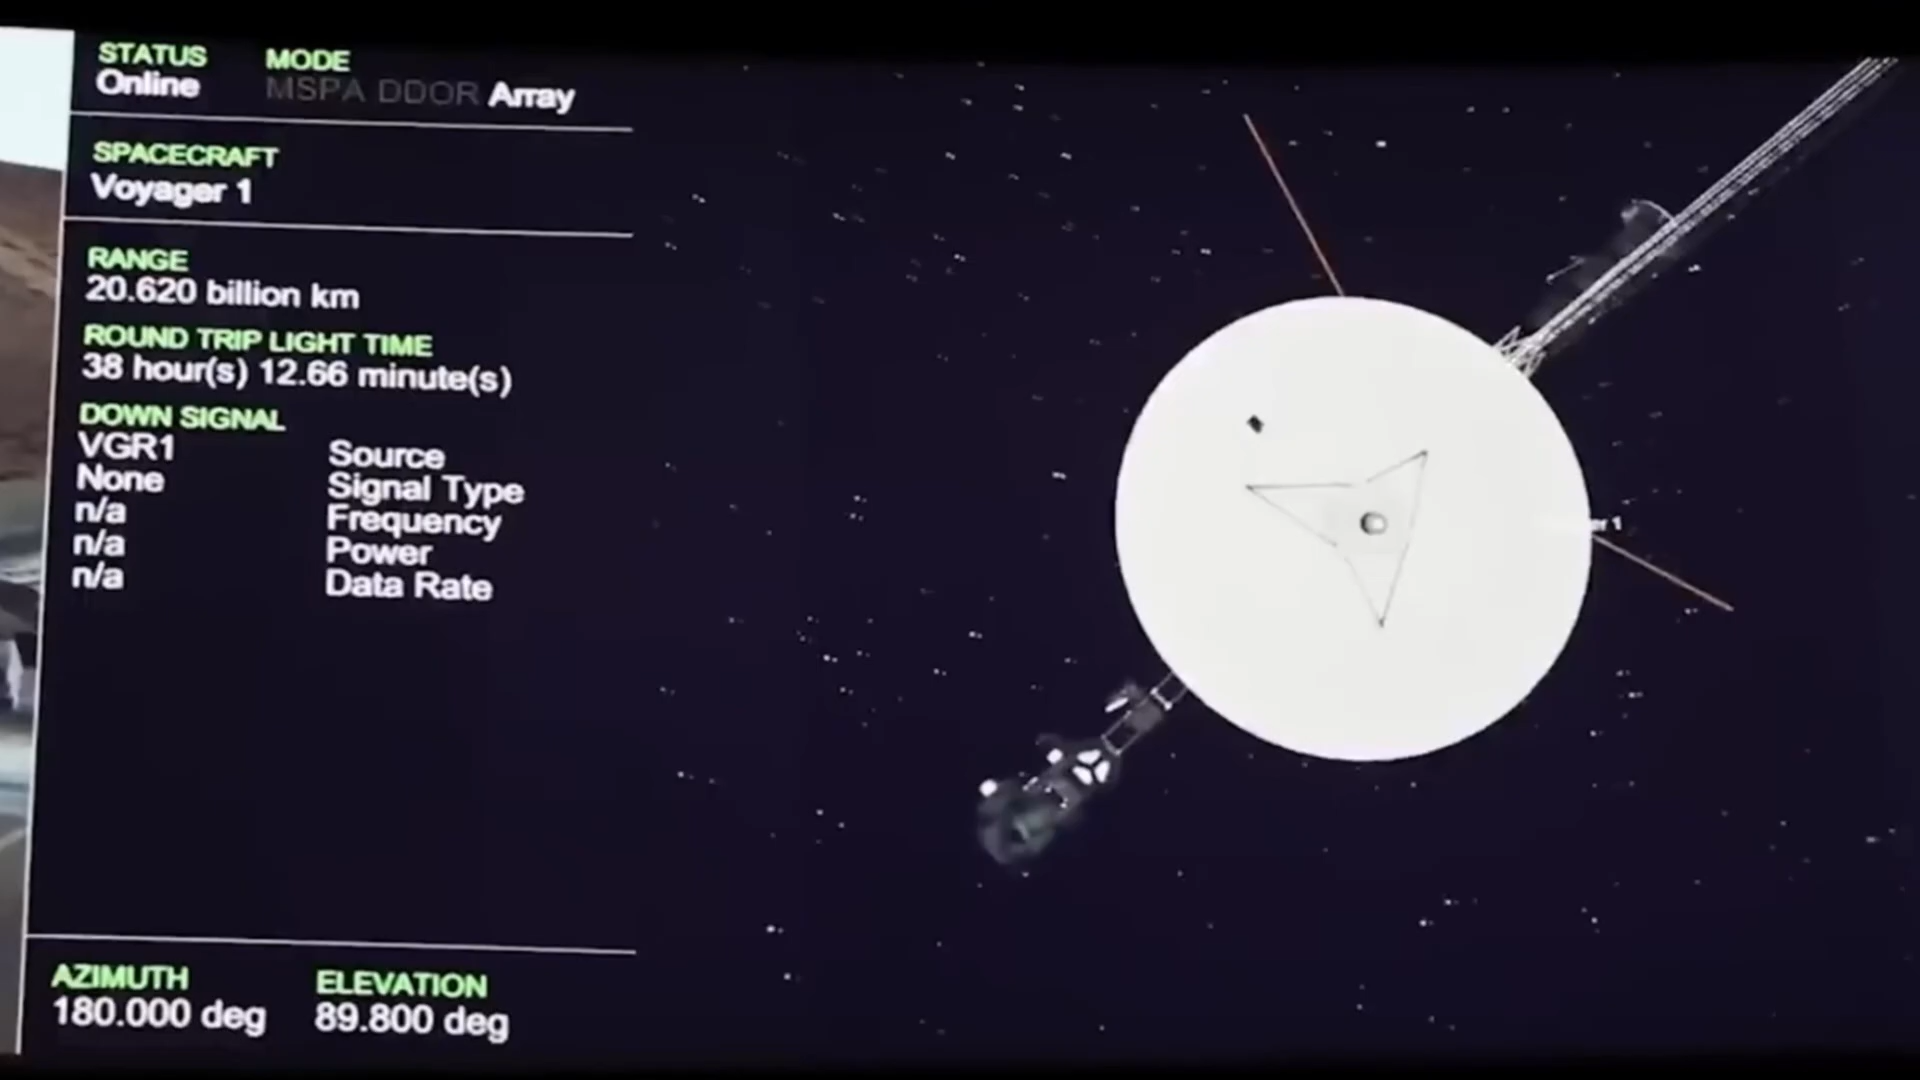 STATUS MODE
Online MSPA DDOR Array
SPACECRAFT
Voyager 1
RANGE
20.620 billion km
ROUND TRIP LIGHT TIME
38 hour(s) 12.66 minute(s)
DOWN SIGNAL
VGR1 Source
None Signal Type
n/a Frequency
n/a Power
n/a Data Rate
er 1
AZIMUTH ELEVATION
180.000 deg 89.800 deg